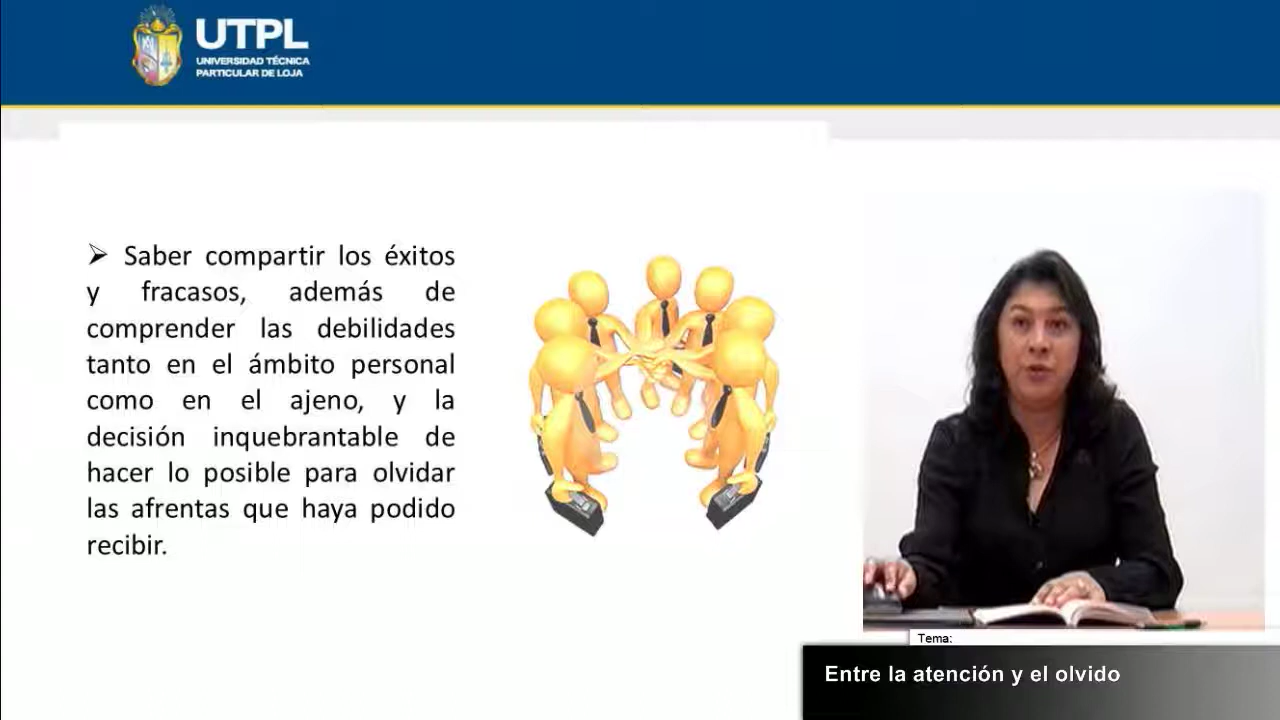 UTPL
UNIVERSIDAD TÉCNICA
PARTICULAR DE LOJA
➢ Saber compartir los éxitos
y fracasos, además de
comprender las debilidades
tanto en el ámbito personal
como en el ajeno, y la
decisión inquebrantable de
hacer lo posible para olvidar
las afrentas que haya podido
recibir.
Tema:
Entre la atención y el olvido